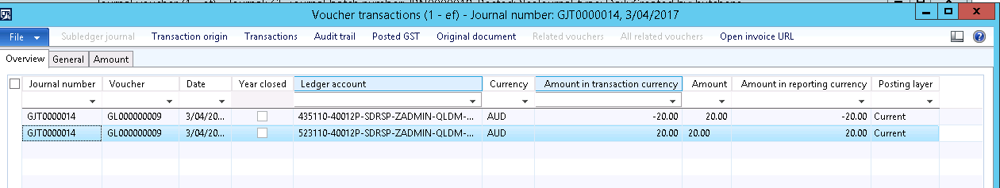 Voucher transactions (1 - ef) - Journal number: GJT0000014, 3/04/2017
File Subledger journal Transaction origin Transactions Audit trail Posted GST Original document Related vouchers All related vouchers Open invoice URL
Overview General Amount
Journal number Voucher Date Year closed Ledger account Currency Amount in transaction currency Amount Amount in reporting currency Posting layer
GJT0000014 GL000000009 3/04/20... 435110-40012P-SDRSP-ZADMIN-QLDM-... AUD -20.00 20.00 -20.00 Current
GJT0000014 GL000000009 3/04/20... 523110-40012P-SDRSP-ZADMIN-QLDM-... AUD 20.00 20.00 20.00 Current